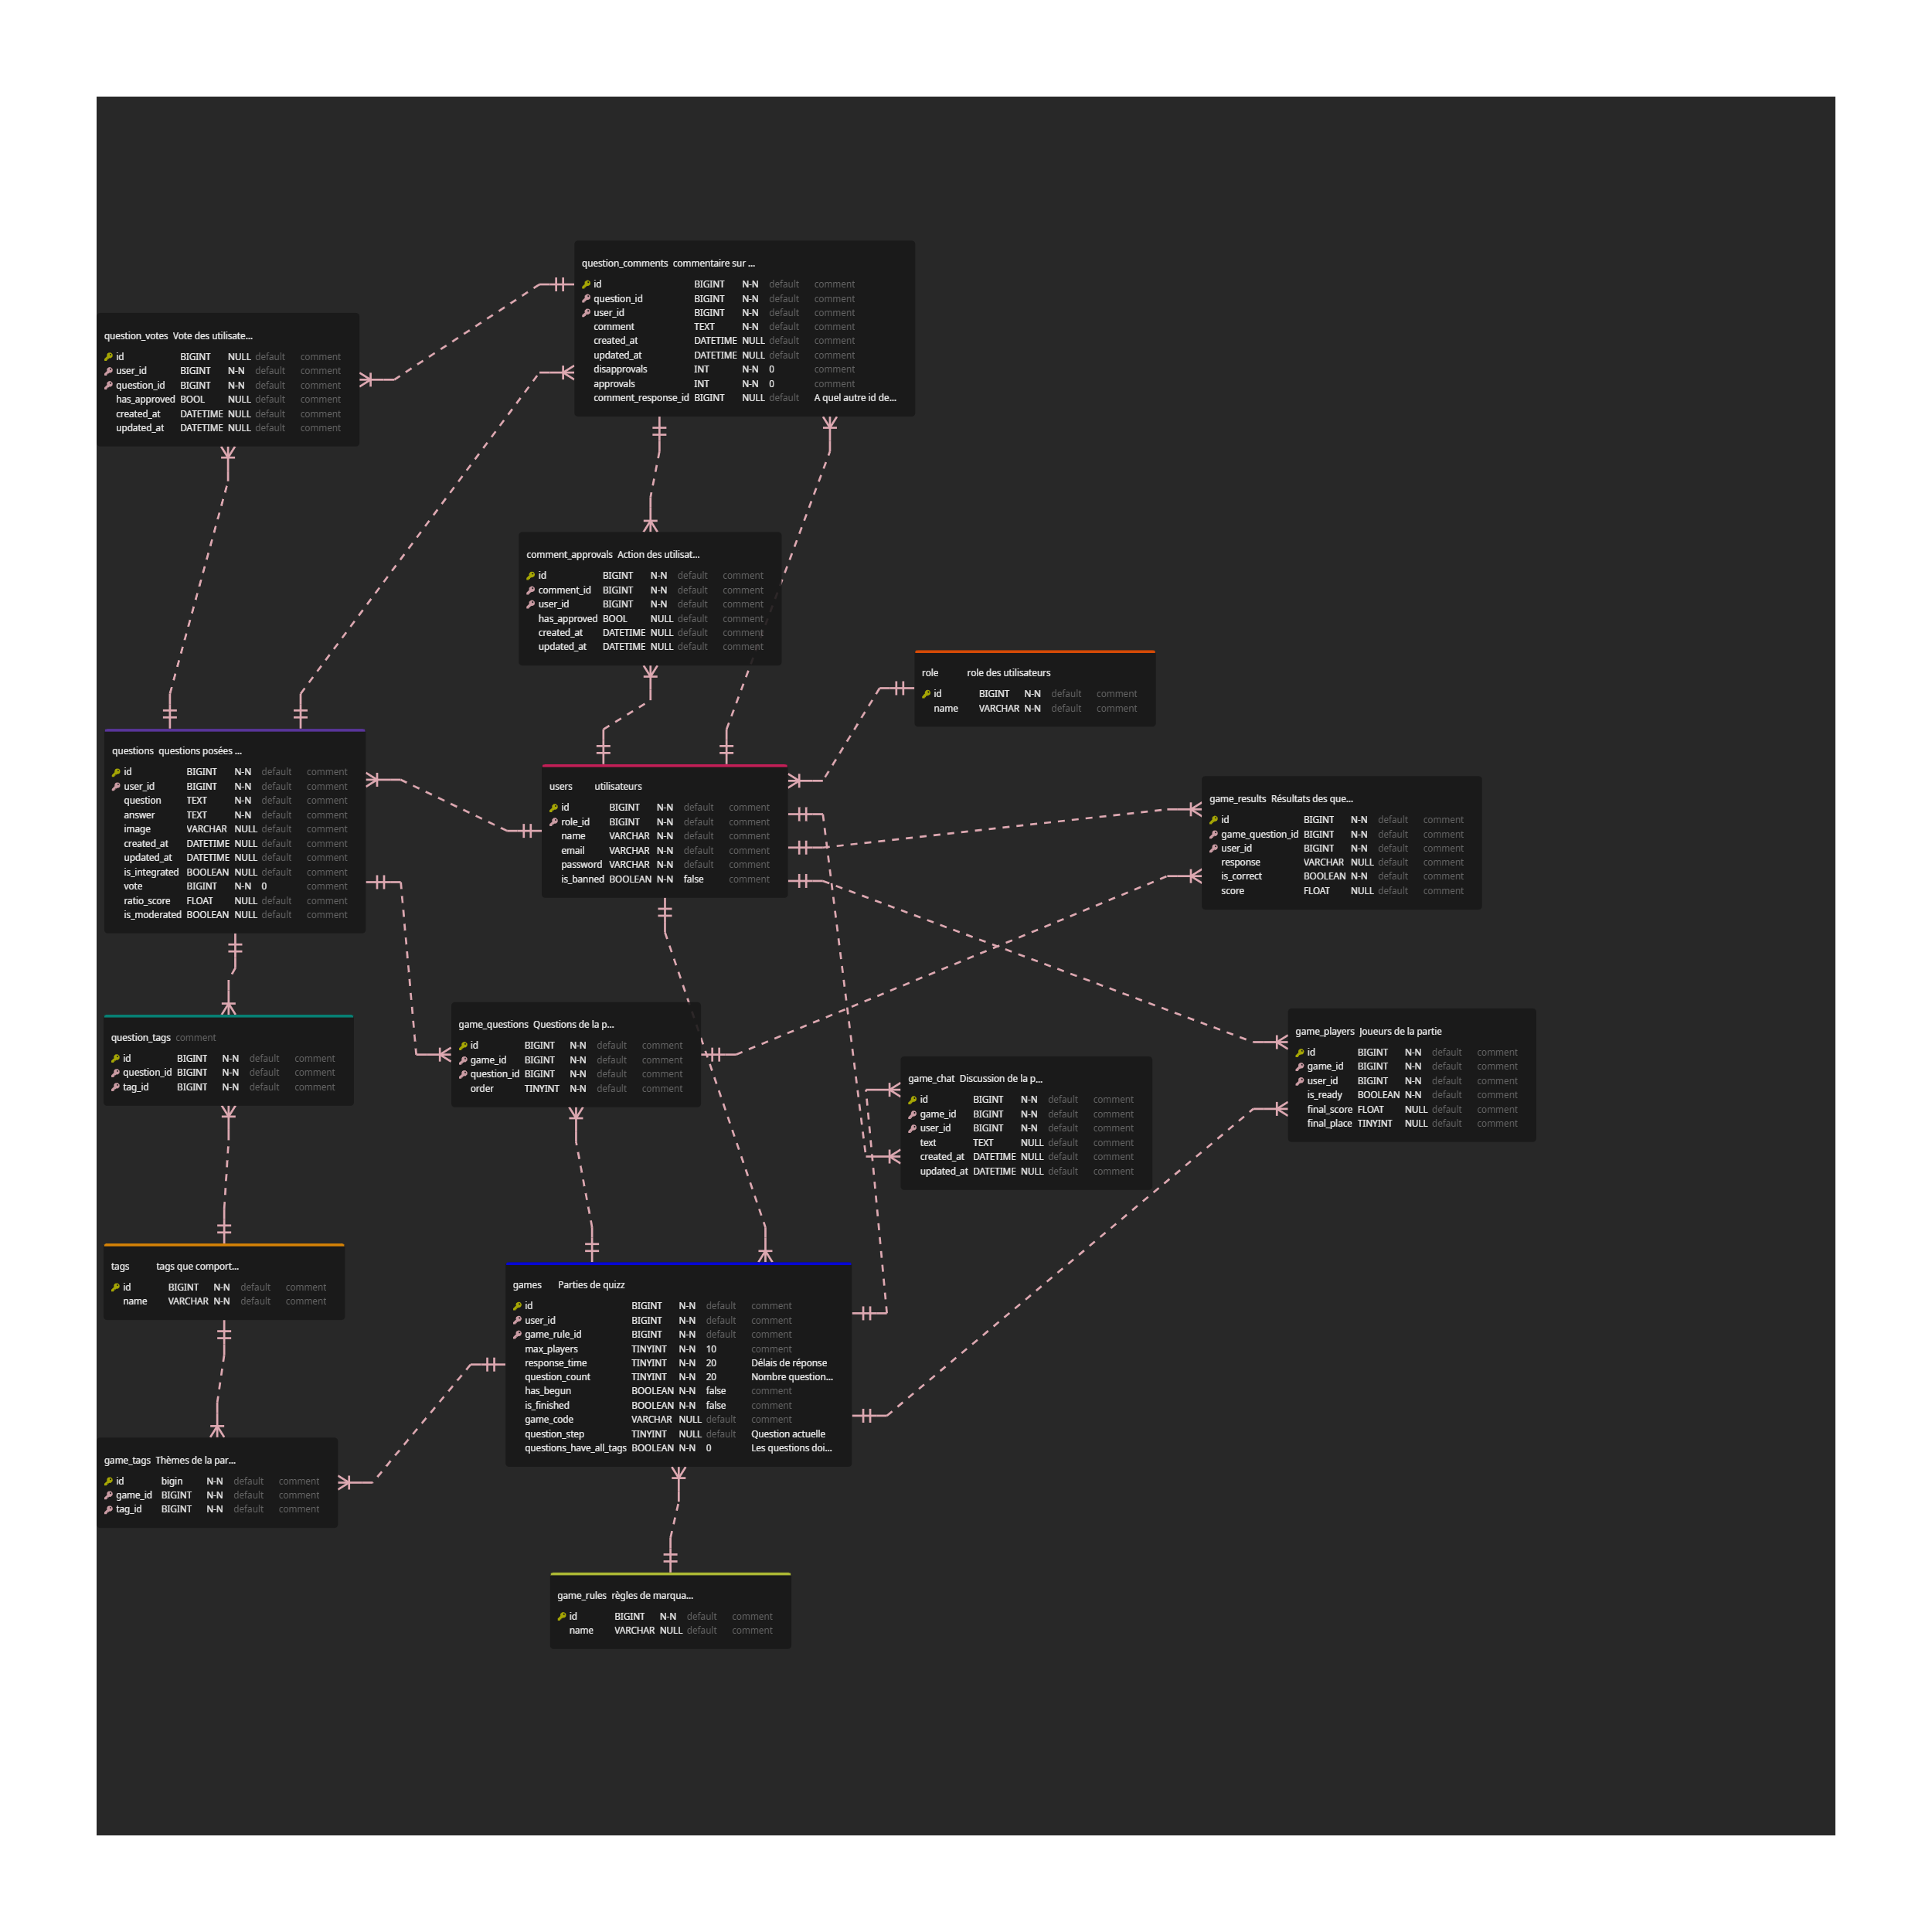 question_comments commentaire sur ...
id BIGINT N-N default comment
question_id BIGINT N-N default comment
user_id BIGINT N-N default comment
comment TEXT N-N default comment
created_at DATETIME NULL default comment
updated_at DATETIME NULL default comment
disapprovals INT N-N 0 comment
approvals INT N-N 0 comment
comment_response_id BIGINT NULL default A quel autre id de...
question_votes Vote des utilisate...
id BIGINT NULL default comment
user_id BIGINT N-N default comment
question_id BIGINT N-N default comment
has_approved BOOL NULL default comment
created_at DATETIME NULL default comment
updated_at DATETIME NULL default comment
comment_approvals Action des utilisat...
id BIGINT N-N default comment
comment_id BIGINT N-N default comment
user_id BIGINT N-N default comment
has_approved BOOL NULL default comment
created_at DATETIME NULL default comment
updated_at DATETIME NULL default comment
role role des utilisateurs
id BIGINT N-N default comment
name VARCHAR N-N default comment
questions questions posées ...
id BIGINT N-N default comment
user_id BIGINT N-N default comment
question TEXT N-N default comment
answer TEXT N-N default comment
image VARCHAR NULL default comment
created_at DATETIME NULL default comment
updated_at DATETIME NULL default comment
is_integrated BOOLEAN NULL default comment
vote BIGINT N-N 0 comment
ratio_score FLOAT NULL default comment
is_moderated BOOLEAN NULL default comment
users utilisateurs
id BIGINT N-N default comment
role_id BIGINT N-N default comment
name VARCHAR N-N default comment
email VARCHAR N-N default comment
password VARCHAR N-N default comment
is_banned BOOLEAN N-N false comment
game_results Résultats des que...
id BIGINT N-N default comment
game_question_id BIGINT N-N default comment
user_id BIGINT N-N default comment
response VARCHAR NULL default comment
is_correct BOOLEAN N-N default comment
score FLOAT NULL default comment
question_tags comment
id BIGINT N-N default comment
question_id BIGINT N-N default comment
tag_id BIGINT N-N default comment
game_questions Questions de la p...
id BIGINT N-N default comment
game_id BIGINT N-N default comment
question_id BIGINT N-N default comment
order TINYINT N-N default comment
game_players Joueurs de la partie
id BIGINT N-N default comment
game_id BIGINT N-N default comment
user_id BIGINT N-N default comment
is_ready BOOLEAN N-N default comment
final_score FLOAT NULL default comment
final_place TINYINT NULL default comment
game_chat Discussion de la p...
id BIGINT N-N default comment
game_id BIGINT N-N default comment
user_id BIGINT N-N default comment
text TEXT NULL default comment
created_at DATETIME NULL default comment
updated_at DATETIME NULL default comment
tags tags que comport...
id BIGINT N-N default comment
name VARCHAR N-N default comment
games Parties de quizz
id BIGINT N-N default comment
user_id BIGINT N-N default comment
game_rule_id BIGINT N-N default comment
max_players TINYINT N-N 10 comment
response_time TINYINT N-N 20 Délais de réponse
question_count TINYINT N-N 20 Nombre question...
has_begun BOOLEAN N-N false comment
is_finished BOOLEAN N-N false comment
game_code VARCHAR NULL default comment
question_step TINYINT NULL default Question actuelle
questions_have_all_tags BOOLEAN N-N 0 Les questions doi...
game_tags Thèmes de la par...
id bigin N-N default comment
game_id BIGINT N-N default comment
tag_id BIGINT N-N default comment
game_rules règles de marqua...
id BIGINT N-N default comment
name VARCHAR NULL default comment